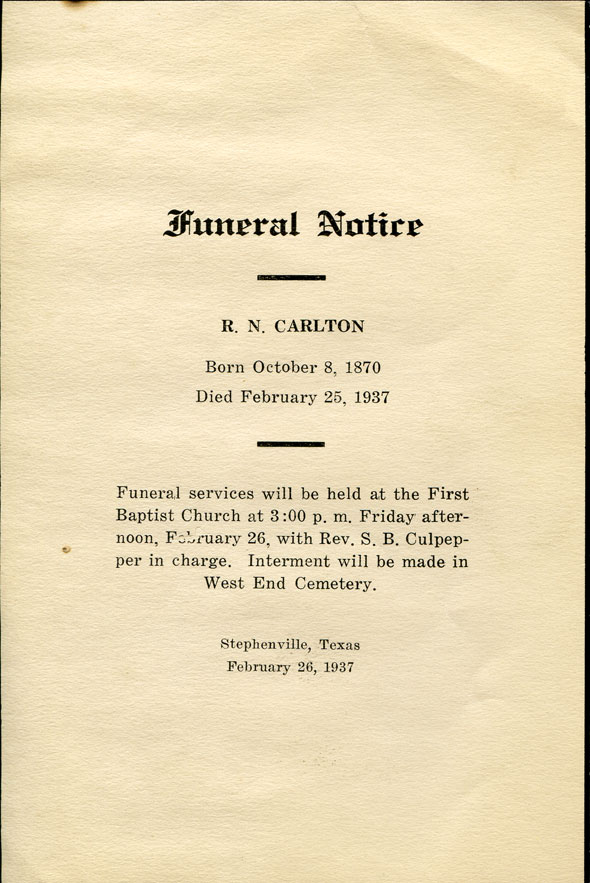 Funeral Notice
R. N. CARLTON
Born October 8, 1870
Died February 25, 1937
Funeral services will be held at the First
Baptist Church at 3:00 p. m. Friday after-
noon, February 26, with Rev. S. B. Culpep-
per in charge. Interment will be made in
West End Cemetery.
Stephenville, Texas
February 26, 1937